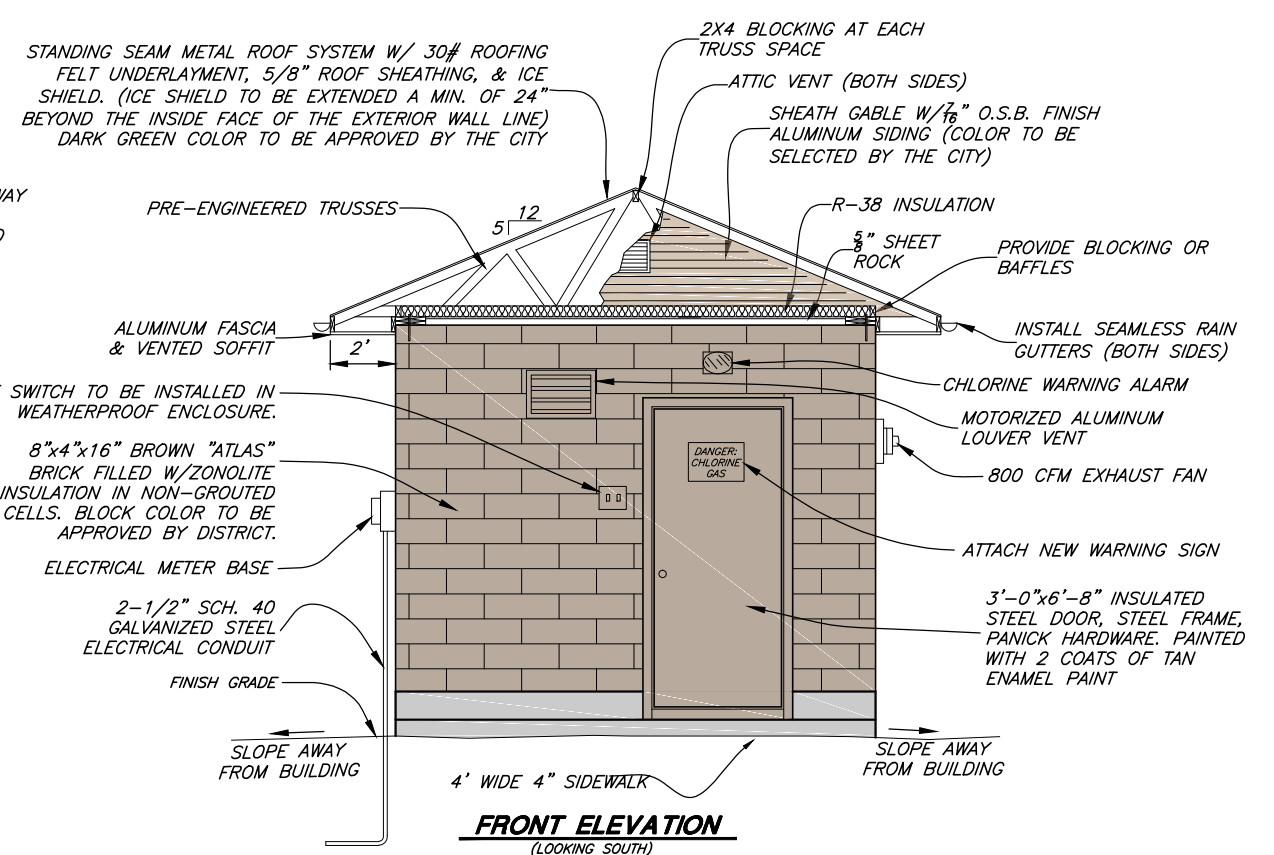 STANDING SEAM METAL ROOF SYSTEM W/ 30# ROOFING
FELT UNDERLAYMENT, 5/8" ROOF SHEATHING, & ICE
SHIELD. (ICE SHIELD TO BE EXTENDED A MIN. OF 24"
BEYOND THE INSIDE FACE OF THE EXTERIOR WALL LINE)
DARK GREEN COLOR TO BE APPROVED BY THE CITY
2X4 BLOCKING AT EACH
TRUSS SPACE
ATTIC VENT (BOTH SIDES)
SHEATH GABLE W/7/16" O.S.B. FINISH
ALUMINUM SIDING (COLOR TO BE
SELECTED BY THE CITY)
PRE-ENGINEERED TRUSSES
12
5
R-38 INSULATION
5/8" SHEET
ROCK
PROVIDE BLOCKING OR
BAFFLES
ALUMINUM FASCIA
& VENTED SOFFIT
2'
INSTALL SEAMLESS RAIN
GUTTERS (BOTH SIDES)
SWITCH TO BE INSTALLED IN
WEATHERPROOF ENCLOSURE.
CHLORINE WARNING ALARM
MOTORIZED ALUMINUM
LOUVER VENT
8"x4"x16" BROWN "ATLAS"
BRICK FILLED W/ZONOLITE
INSULATION IN NON-GROUTED
CELLS. BLOCK COLOR TO BE
APPROVED BY DISTRICT.
DANGER:
CHLORINE
GAS
800 CFM EXHAUST FAN
ELECTRICAL METER BASE
ATTACH NEW WARNING SIGN
2-1/2" SCH. 40
GALVANIZED STEEL
ELECTRICAL CONDUIT
3'-0"x6'-8" INSULATED
STEEL DOOR, STEEL FRAME,
PANICK HARDWARE. PAINTED
WITH 2 COATS OF TAN
ENAMEL PAINT
FINISH GRADE
SLOPE AWAY
FROM BUILDING
SLOPE AWAY
FROM BUILDING
4' WIDE 4" SIDEWALK
FRONT ELEVATION
(LOOKING SOUTH)